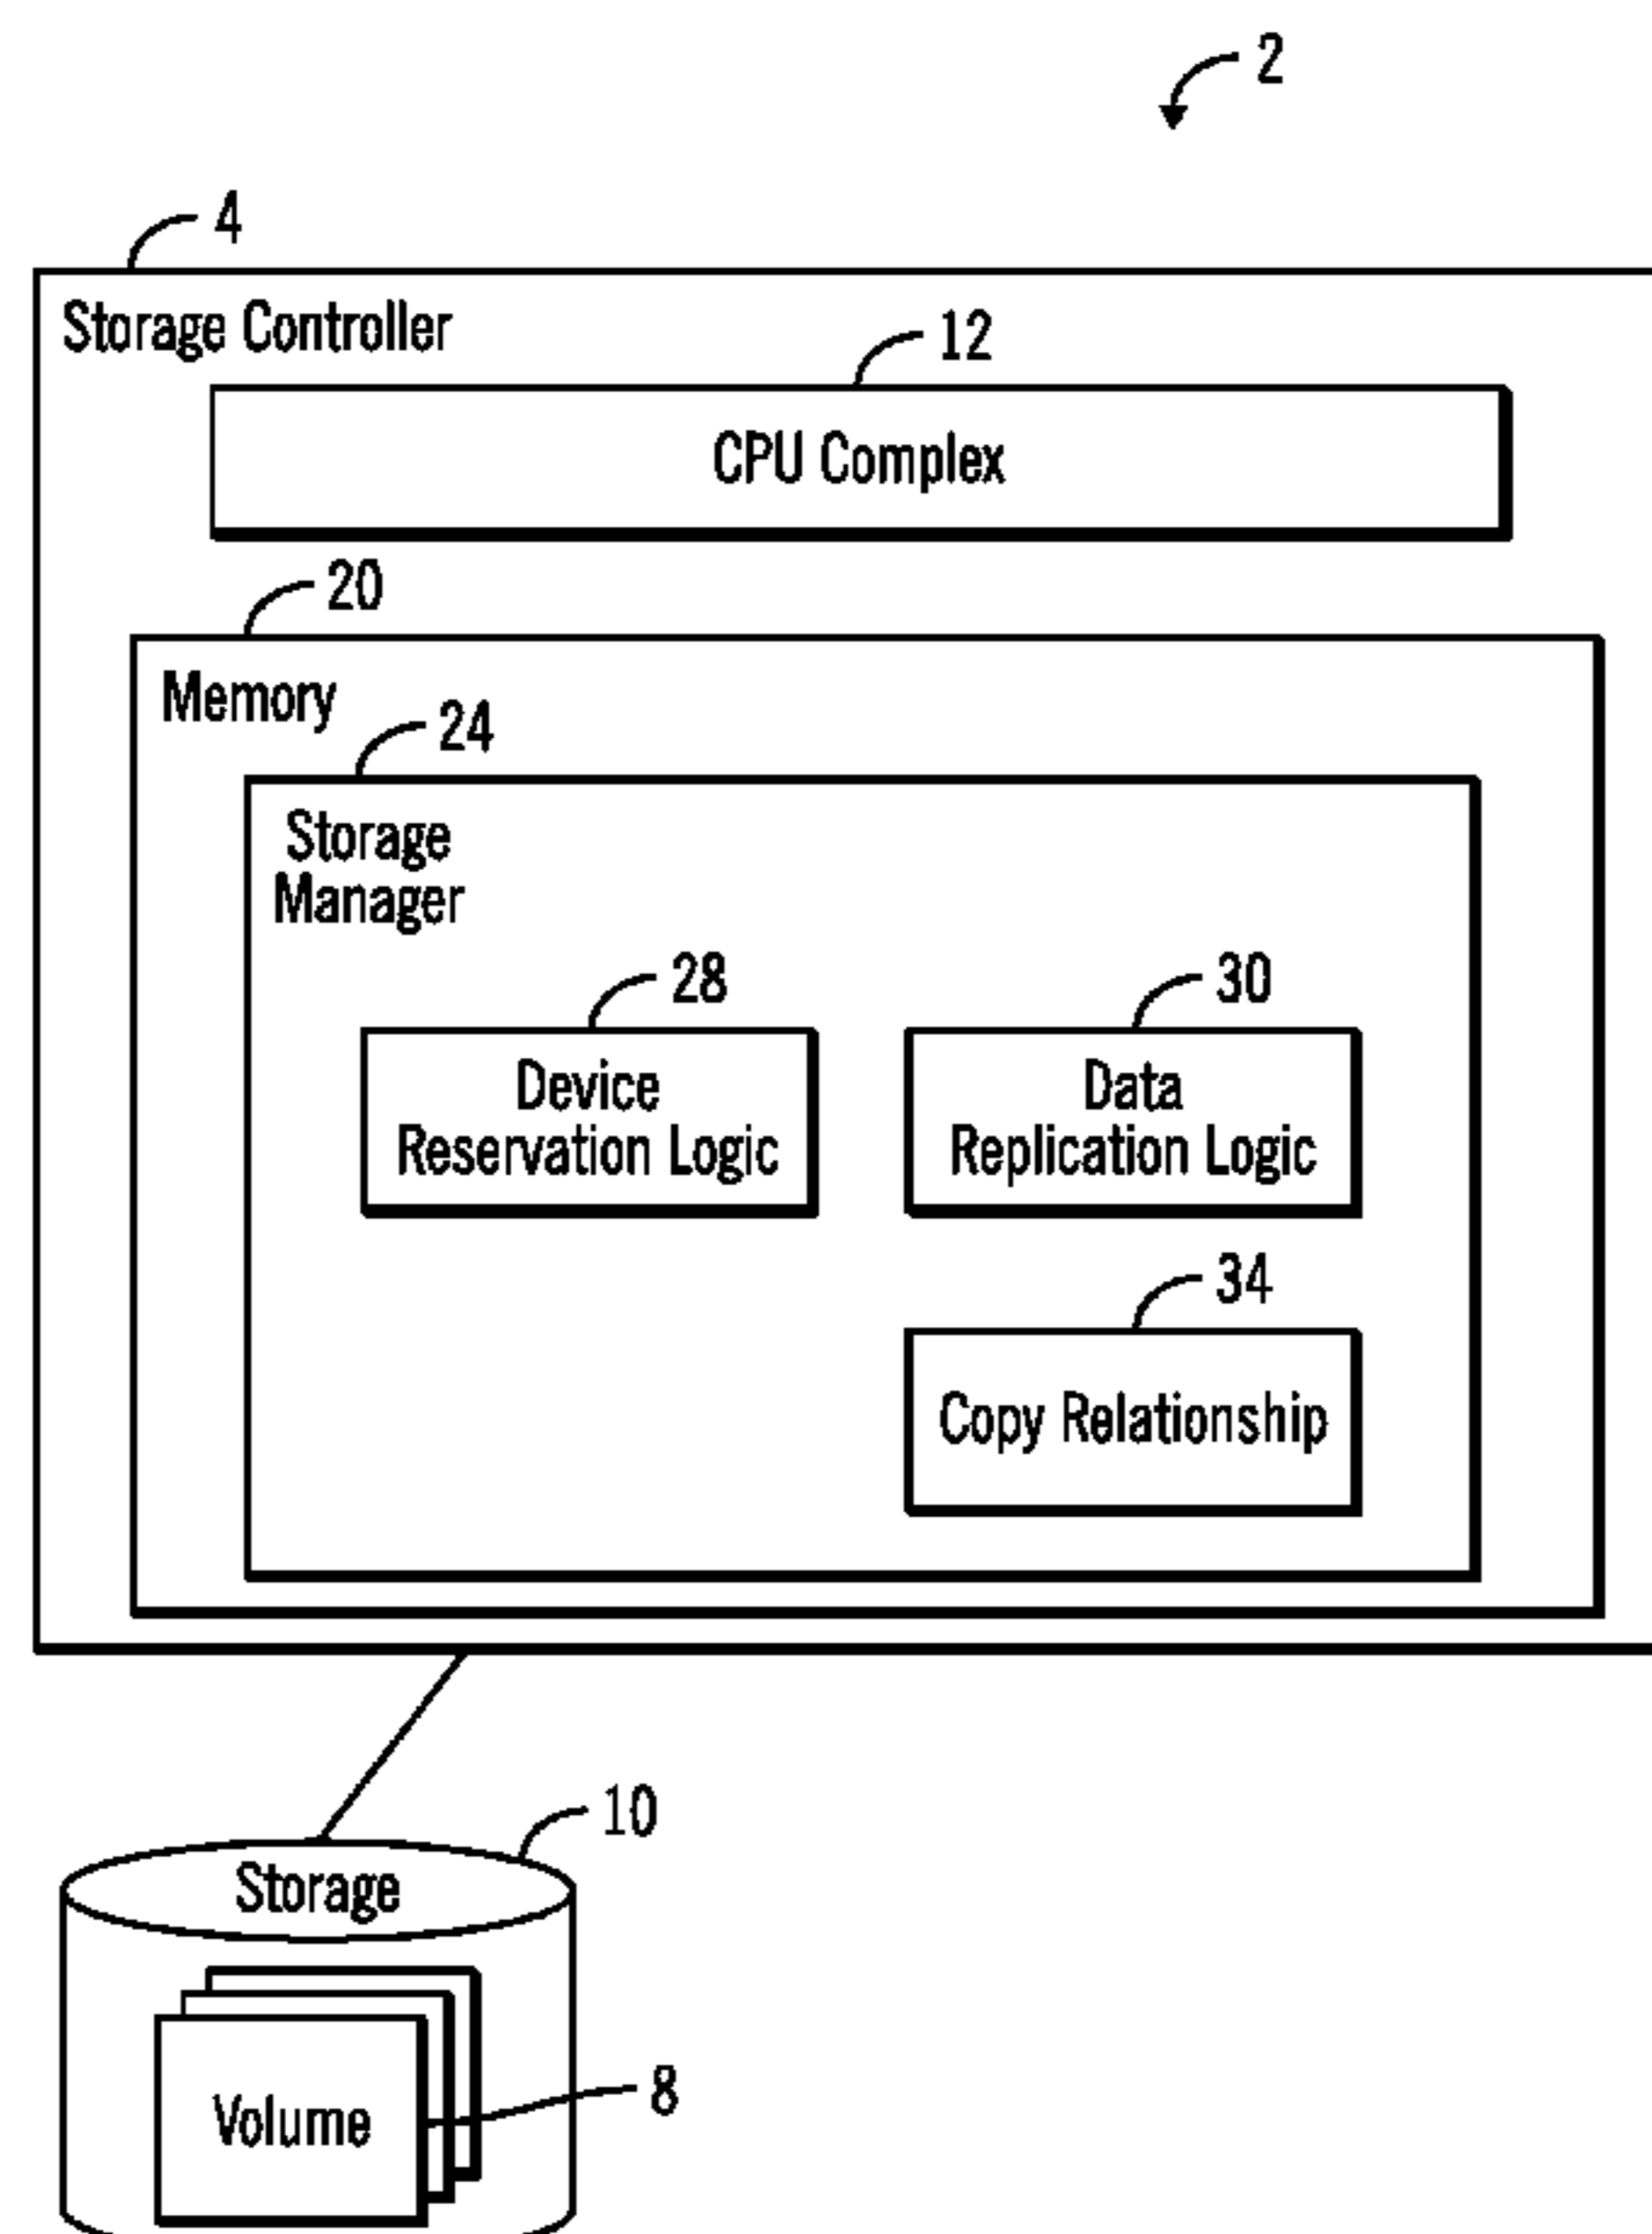 2
4
Storage Controller
12
CPU Complex
20
Memory
24
Storage
Manager
28
Device
Reservation Logic
30
Data
Replication Logic
34
Copy Relationship
10
Storage
Volume
8